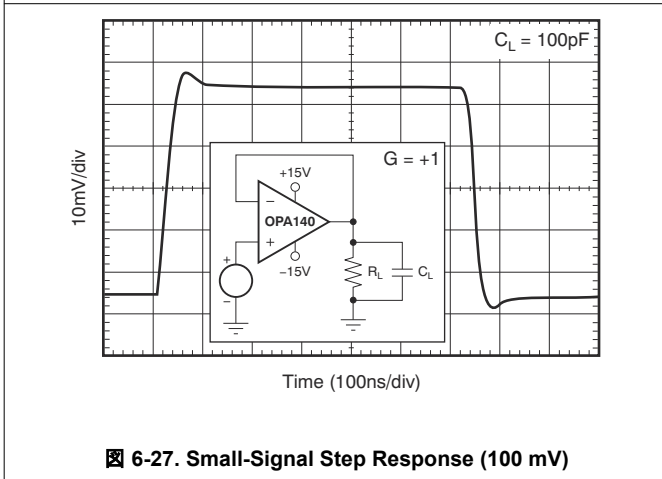 C_L = 100pF
10mV/div
G = +1
+15V
−
OPA140
+
−15V
+
−
R_L
C_L
Time (100ns/div)
図 6-27. Small-Signal Step Response (100 mV)